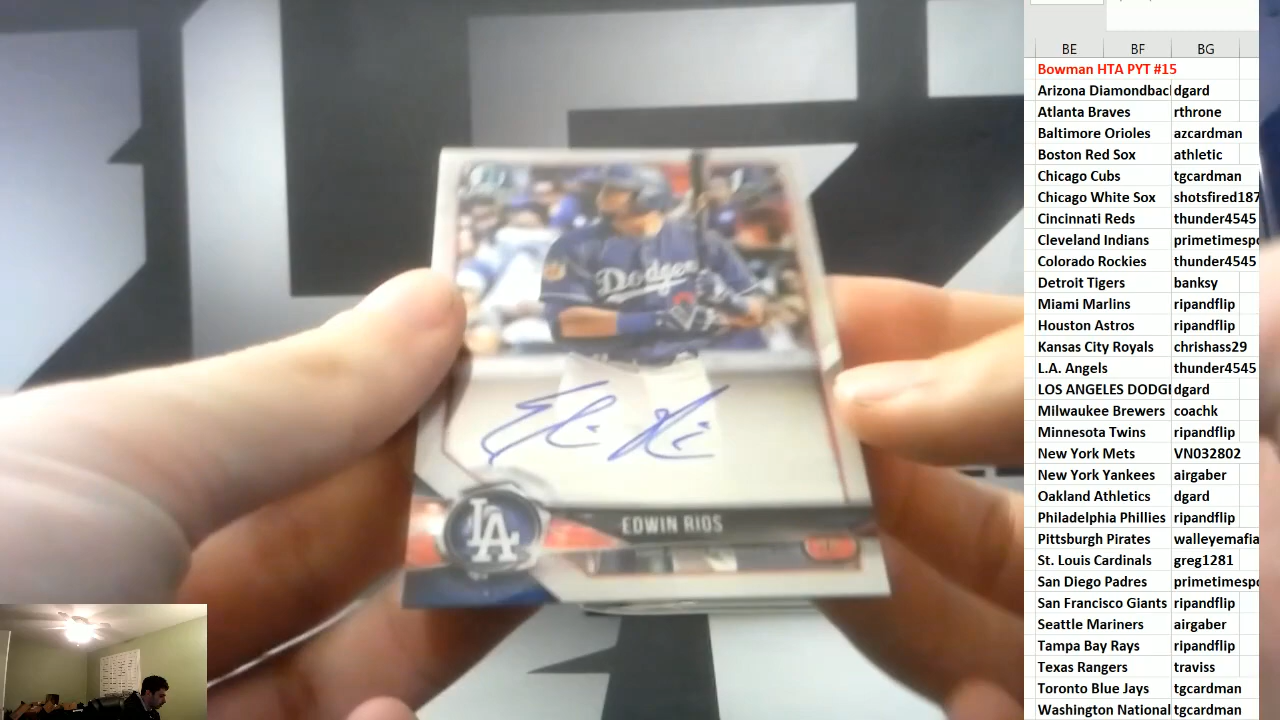 Dodgers
Edwin Rios
LA
EDWIN RIOS
BE BF BG
Bowman HTA PYT #15
Arizona Diamondbac dgard
Atlanta Braves rthrone
Baltimore Orioles azcardman
Boston Red Sox athletic
Chicago Cubs tgcardman
Chicago White Sox shotsfired187
Cincinnati Reds thunder4545
Cleveland Indians primetimespo
Colorado Rockies thunder4545
Detroit Tigers banksy
Miami Marlins ripandflip
Houston Astros ripandflip
Kansas City Royals chrishass29
L.A. Angels thunder4545
LOS ANGELES DODGI dgard
Milwaukee Brewers coachk
Minnesota Twins ripandflip
New York Mets VN032802
New York Yankees airgaber
Oakland Athletics dgard
Philadelphia Phillies ripandflip
Pittsburgh Pirates walleyemafia
St. Louis Cardinals greg1281
San Diego Padres primetimespo
San Francisco Giants ripandflip
Seattle Mariners airgaber
Tampa Bay Rays ripandflip
Texas Rangers traviss
Toronto Blue Jays tgcardman
Washington National tgcardman